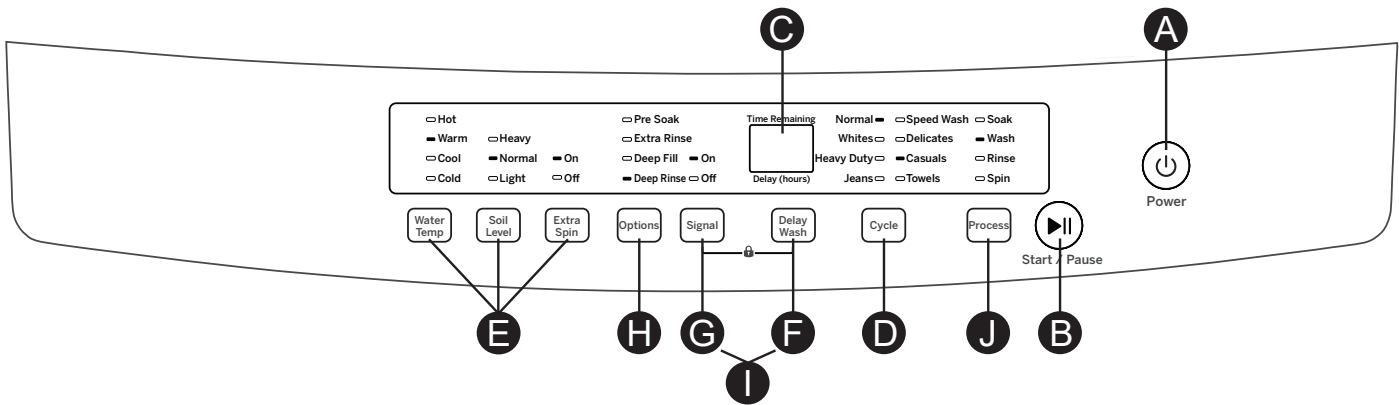 C
A
Hot
Warm
Cool
Cold
Heavy
Normal
Light
On
Off
Pre Soak
Extra Rinse
Deep Fill
Deep Rinse
On
Off
Time Remaining
Delay (hours)
Normal
Whites
Heavy Duty
Jeans
Speed Wash
Delicates
Casuals
Towels
Soak
Wash
Rinse
Spin
Power
Water
Temp
Soil
Level
Extra
Spin
Options
Signal
Delay
Wash
Cycle
Process
Start / Pause
E
H
G
F
D
J
B
I